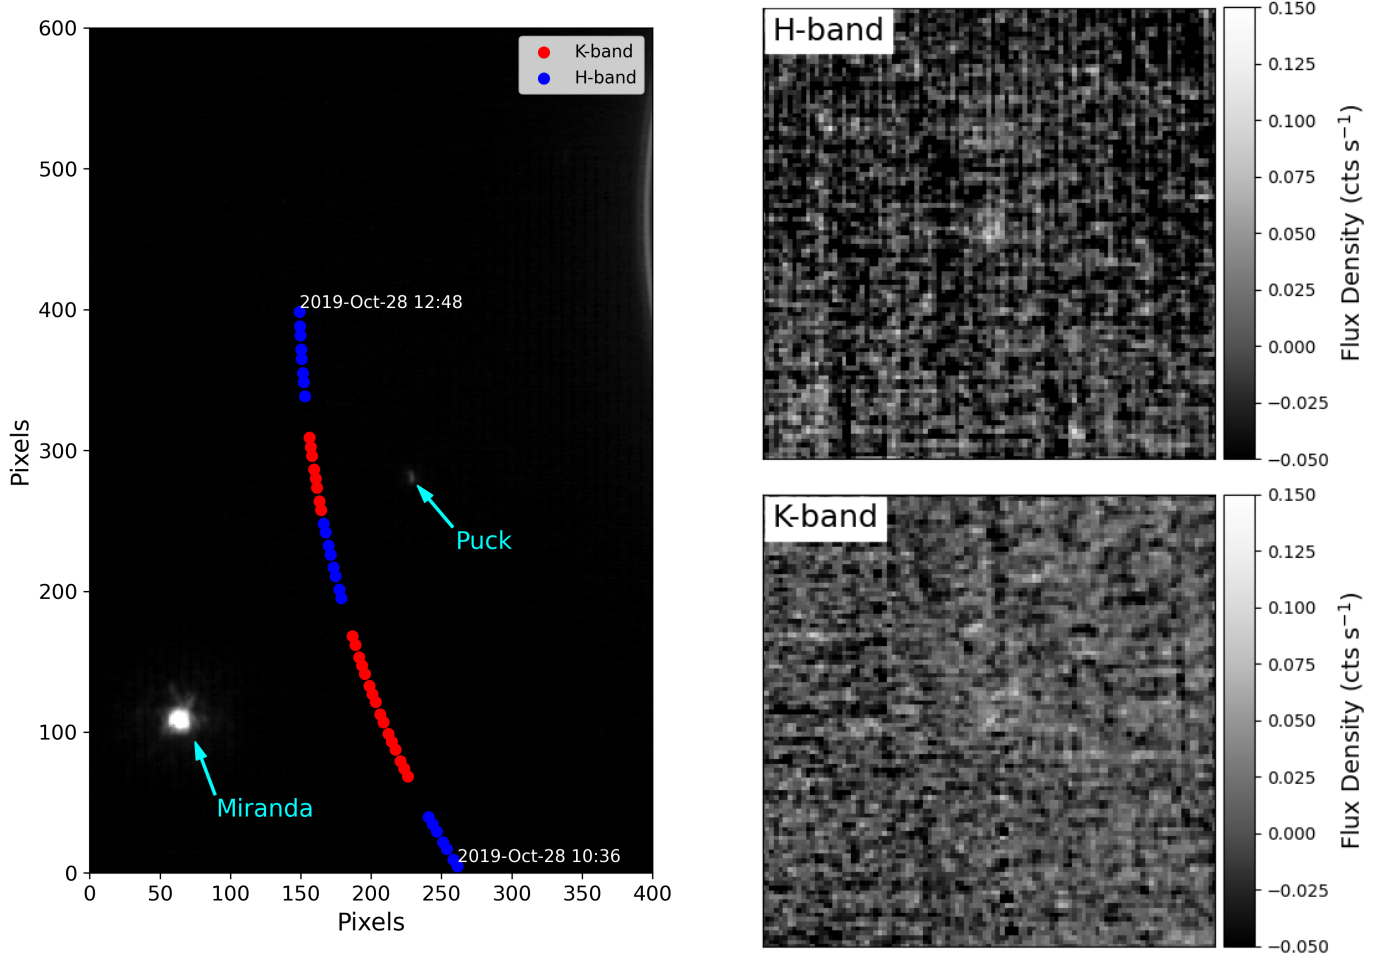 600
500
400
300
200
100
0
Pixels
0 50 100 150 200 250 300 350 400
Pixels
K-band
H-band
2019-Oct-28 12:48
Puck
Miranda
2019-Oct-28 10:36
H-band
0.150
0.125
0.100
0.075
0.050
0.025
0.000
−0.025
−0.050
Flux Density (cts s⁻¹)
K-band
0.150
0.125
0.100
0.075
0.050
0.025
0.000
−0.025
−0.050
Flux Density (cts s⁻¹)